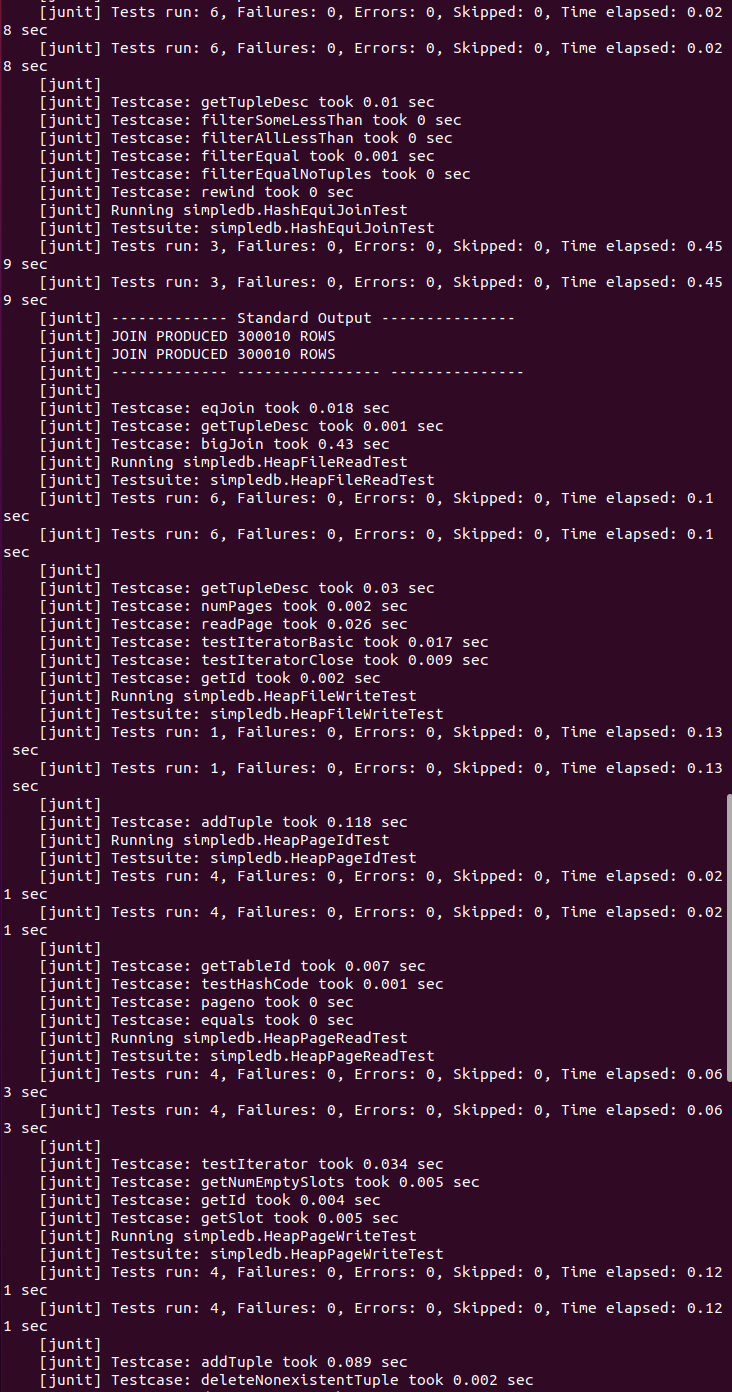 [junit] Tests run: 6, Failures: 0, Errors: 0, Skipped: 0, Time elapsed: 0.02
8 sec
[junit] Tests run: 6, Failures: 0, Errors: 0, Skipped: 0, Time elapsed: 0.02
8 sec
[junit]
[junit] Testcase: getTupleDesc took 0.01 sec
[junit] Testcase: filterSomeLessThan took 0 sec
[junit] Testcase: filterAllLessThan took 0 sec
[junit] Testcase: filterEqual took 0.001 sec
[junit] Testcase: filterEqualNoTuples took 0 sec
[junit] Testcase: rewind took 0 sec
[junit] Running simpledb.HashEquiJoinTest
[junit] Testsuite: simpledb.HashEquiJoinTest
[junit] Tests run: 3, Failures: 0, Errors: 0, Skipped: 0, Time elapsed: 0.45
9 sec
[junit] Tests run: 3, Failures: 0, Errors: 0, Skipped: 0, Time elapsed: 0.45
9 sec
[junit] ------------- Standard Output ---------------
[junit] JOIN PRODUCED 300010 ROWS
[junit] JOIN PRODUCED 300010 ROWS
[junit] ------------- ---------------- ---------------
[junit]
[junit] Testcase: eqJoin took 0.018 sec
[junit] Testcase: getTupleDesc took 0.001 sec
[junit] Testcase: bigJoin took 0.43 sec
[junit] Running simpledb.HeapFileReadTest
[junit] Testsuite: simpledb.HeapFileReadTest
[junit] Tests run: 6, Failures: 0, Errors: 0, Skipped: 0, Time elapsed: 0.1
sec
[junit] Tests run: 6, Failures: 0, Errors: 0, Skipped: 0, Time elapsed: 0.1
sec
[junit]
[junit] Testcase: getTupleDesc took 0.03 sec
[junit] Testcase: numPages took 0.002 sec
[junit] Testcase: readPage took 0.026 sec
[junit] Testcase: testIteratorBasic took 0.017 sec
[junit] Testcase: testIteratorClose took 0.009 sec
[junit] Testcase: getId took 0.002 sec
[junit] Running simpledb.HeapFileWriteTest
[junit] Testsuite: simpledb.HeapFileWriteTest
[junit] Tests run: 1, Failures: 0, Errors: 0, Skipped: 0, Time elapsed: 0.13
sec
[junit] Tests run: 1, Failures: 0, Errors: 0, Skipped: 0, Time elapsed: 0.13
sec
[junit]
[junit] Testcase: addTuple took 0.118 sec
[junit] Running simpledb.HeapPageIdTest
[junit] Testsuite: simpledb.HeapPageIdTest
[junit] Tests run: 4, Failures: 0, Errors: 0, Skipped: 0, Time elapsed: 0.02
1 sec
[junit] Tests run: 4, Failures: 0, Errors: 0, Skipped: 0, Time elapsed: 0.02
1 sec
[junit]
[junit] Testcase: getTableId took 0.007 sec
[junit] Testcase: testHashCode took 0.001 sec
[junit] Testcase: pageno took 0 sec
[junit] Testcase: equals took 0 sec
[junit] Running simpledb.HeapPageReadTest
[junit] Testsuite: simpledb.HeapPageReadTest
[junit] Tests run: 4, Failures: 0, Errors: 0, Skipped: 0, Time elapsed: 0.06
3 sec
[junit] Tests run: 4, Failures: 0, Errors: 0, Skipped: 0, Time elapsed: 0.06
3 sec
[junit]
[junit] Testcase: testIterator took 0.034 sec
[junit] Testcase: getNumEmptySlots took 0.005 sec
[junit] Testcase: getId took 0.004 sec
[junit] Testcase: getSlot took 0.005 sec
[junit] Running simpledb.HeapPageWriteTest
[junit] Testsuite: simpledb.HeapPageWriteTest
[junit] Tests run: 4, Failures: 0, Errors: 0, Skipped: 0, Time elapsed: 0.12
1 sec
[junit] Tests run: 4, Failures: 0, Errors: 0, Skipped: 0, Time elapsed: 0.12
1 sec
[junit]
[junit] Testcase: addTuple took 0.089 sec
[junit] Testcase: deleteNonexistentTuple took 0.002 sec